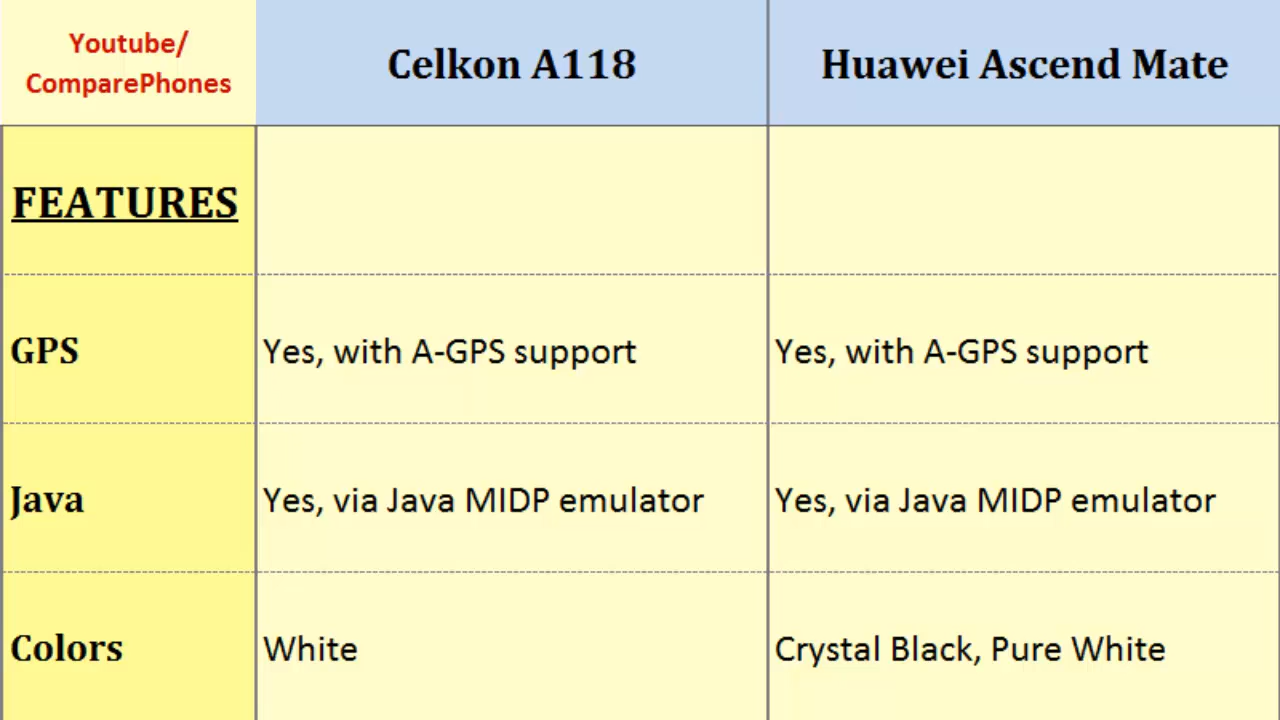 Youtube/
ComparePhones
Celkon A118
Huawei Ascend Mate
FEATURES
GPS
Yes, with A-GPS support
Yes, with A-GPS support
Java
Yes, via Java MIDP emulator
Yes, via Java MIDP emulator
Colors
White
Crystal Black, Pure White